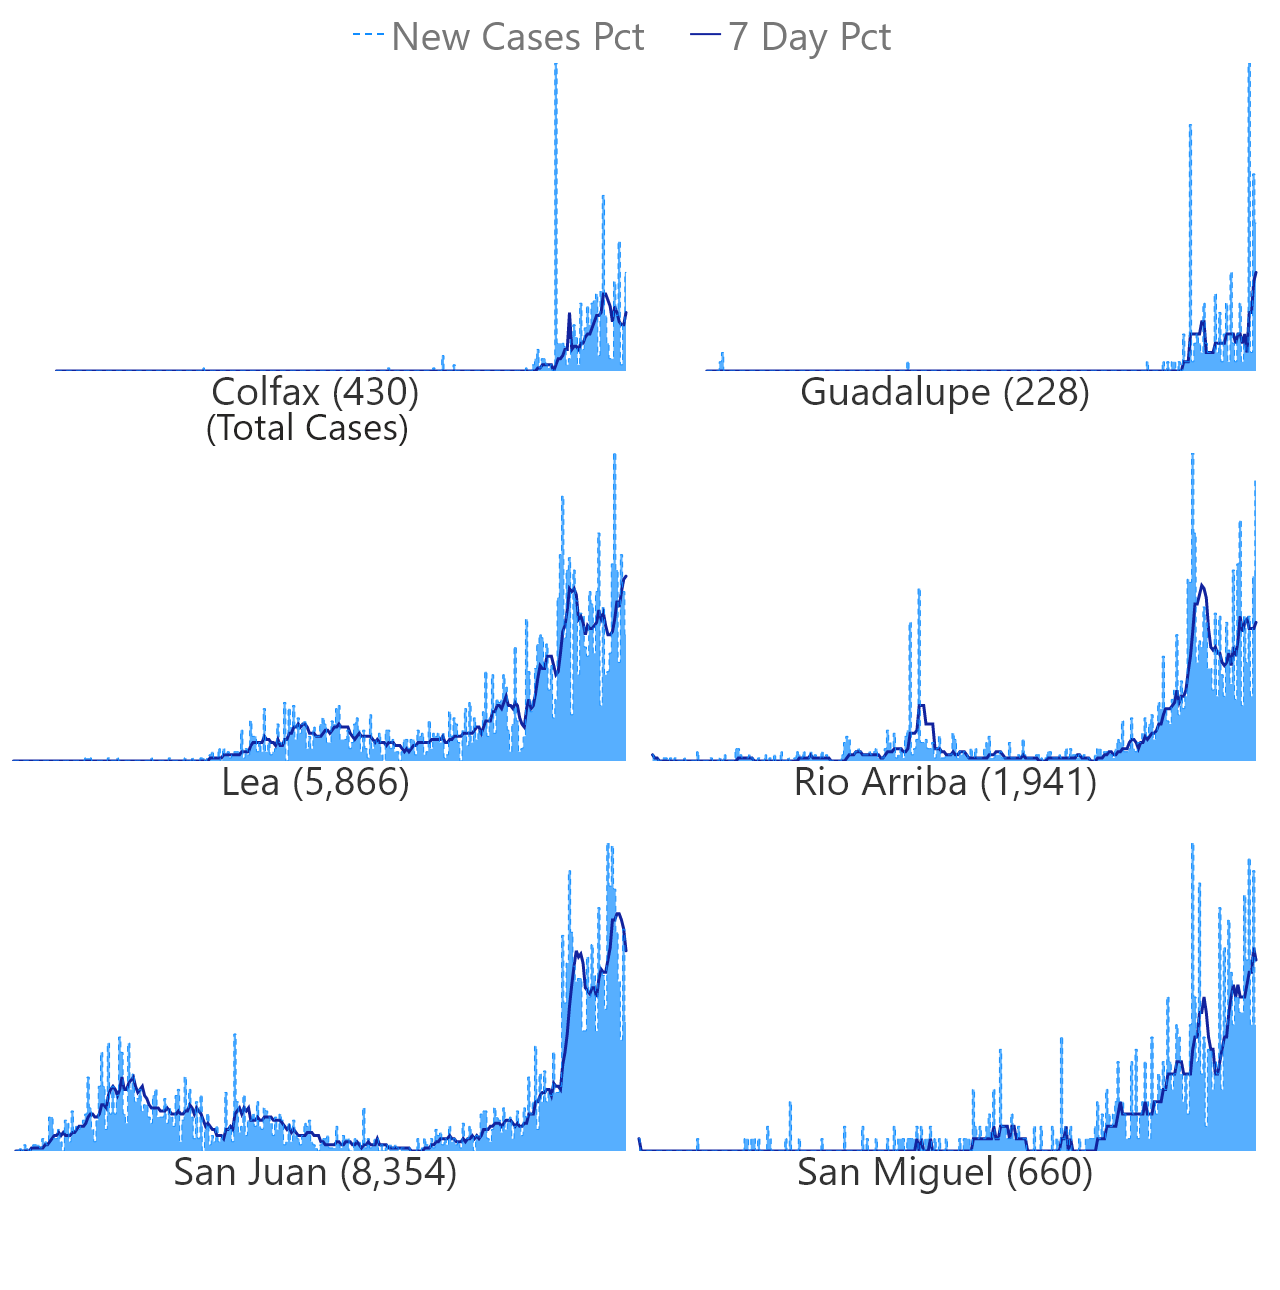 New Cases Pct 7 Day Pct
Colfax (430) Guadalupe (228)
(Total Cases)
Lea (5,866) Rio Arriba (1,941)
San Juan (8,354) San Miguel (660)